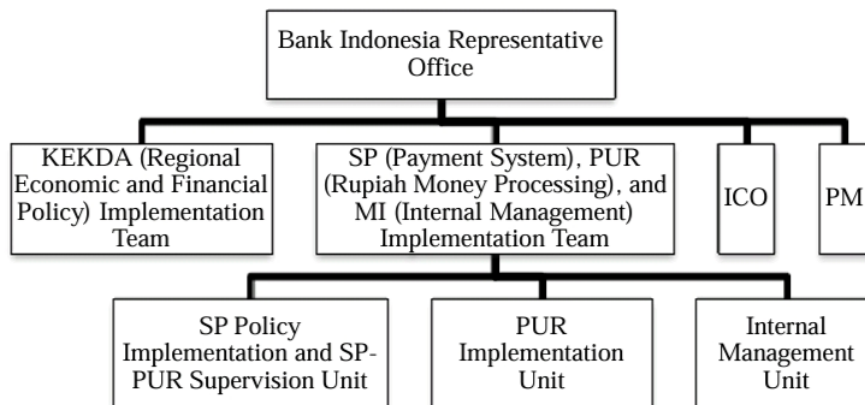 Bank Indonesia Representative
Office
KEKDA (Regional
Economic and Financial
Policy) Implementation
Team
SP (Payment System), PUR
(Rupiah Money Processing), and
MI (Internal Management)
Implementation Team
ICO
PM
SP Policy
Implementation and SP-
PUR Supervision Unit
PUR
Implementation
Unit
Internal
Management Unit